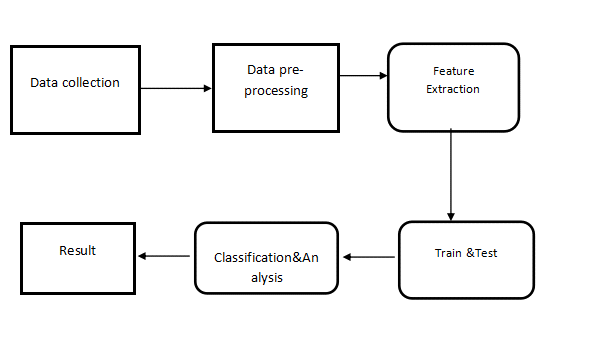 Data collection
Data pre-
processing
Feature
Extraction
Result
Classification&An
alysis
Train &Test